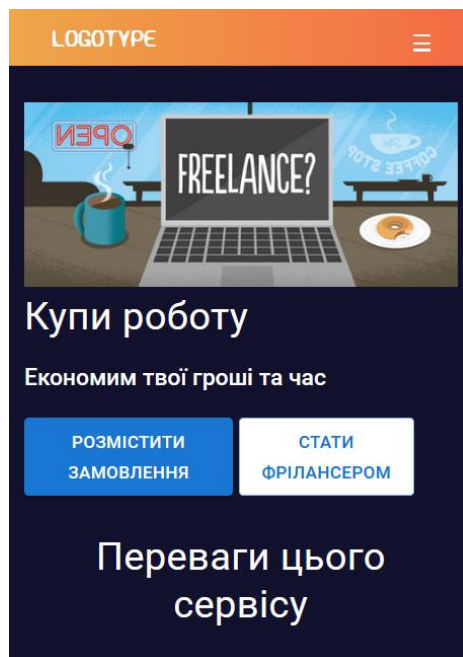 LOGOTYPE
OPEN
FREELANCE?
COFFEE STOP
Купи роботу
Економим твої гроші та час
РОЗМІСТИТИ
ЗАМОВЛЕННЯ
СТАТИ
ФРІЛАНСЕРОМ
Переваги цього
сервісу